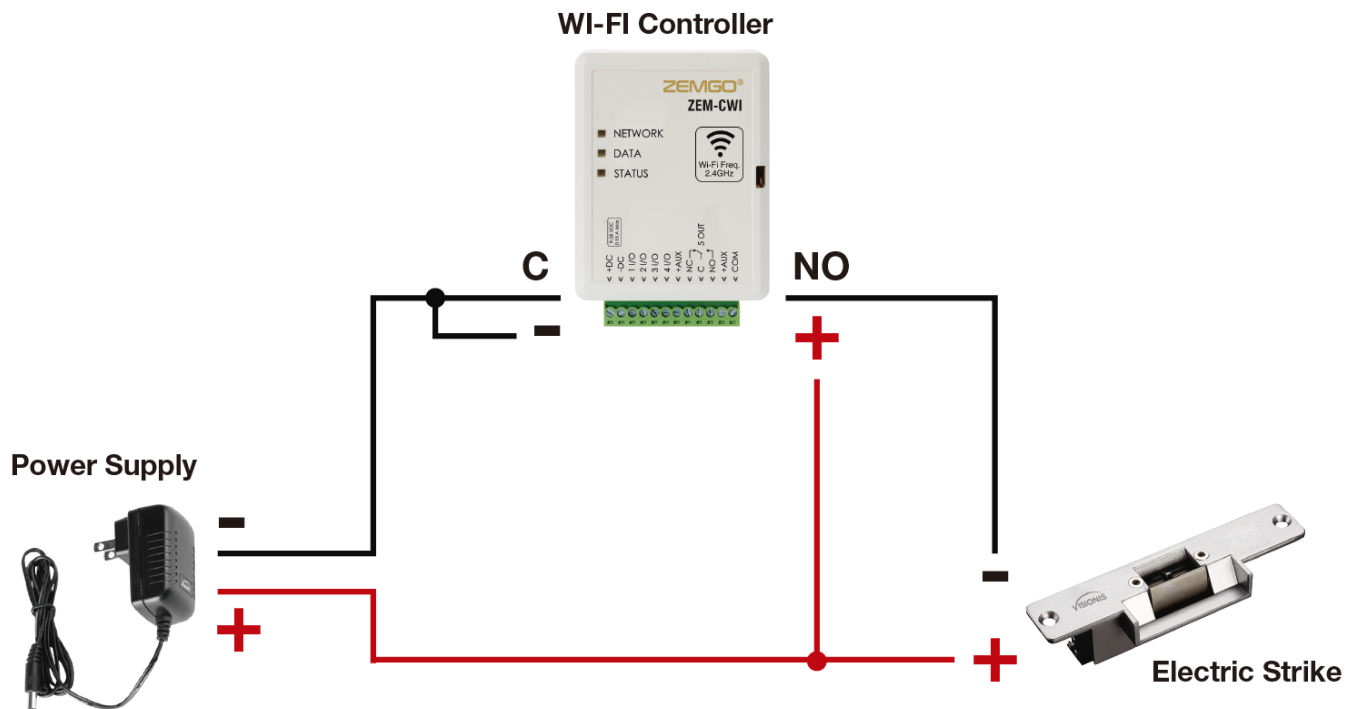 WI-FI Controller
ZEMGO®
ZEM-CWI
NETWORK
DATA
STATUS
Wi-Fi Freq.
2.4GHz
< +DC
< -DC
< 1 I/O
< 2 I/O
< 3 I/O
< 4 I/O
< +AUX
< NC
< C
< NO
5 OUT
< +AUX
< COM
C
NO
-
+
Power Supply
-
+
-
+
VISIONIS
Electric Strike